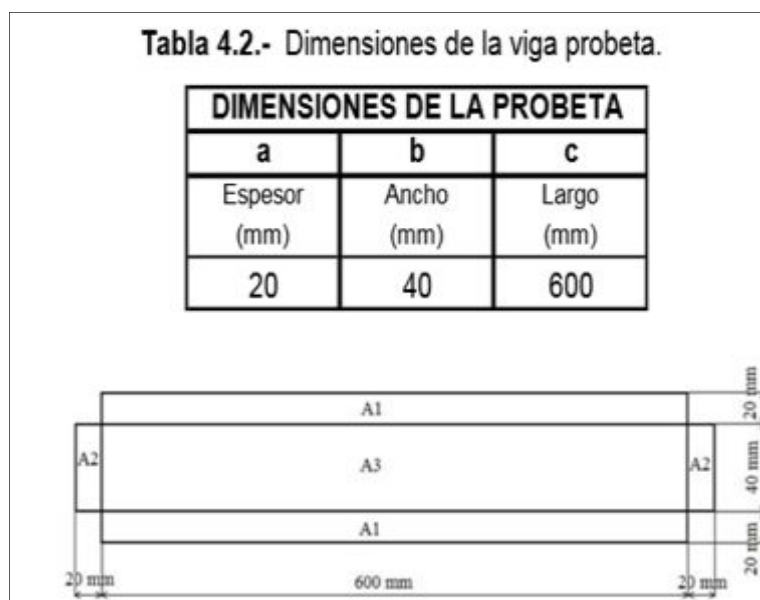 Tabla 4.2.- Dimensiones de la viga probeta.
DIMENSIONES DE LA PROBETA
a b c
Espesor Ancho Largo
(mm) (mm) (mm)
20 40 600
A1
20 mm
A2 A3 A2
40 mm
A1
20 mm
20 mm 600 mm 20 mm